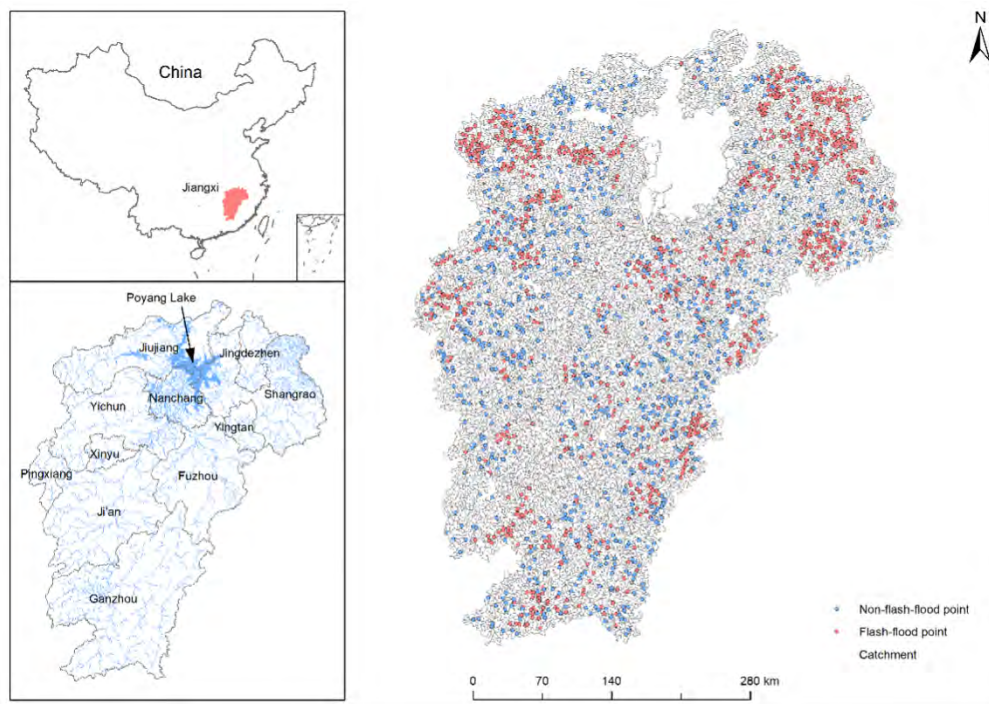 China
Jiangxi
Poyang Lake
Jiujiang
Jingdezhen
Nanchang
Shangrao
Yichun
Yingtan
Xinyu
Pingxiang
Fuzhou
Ji'an
Ganzhou
N
Non-flash-flood point
Flash-flood point
Catchment
0 70 140 280 km